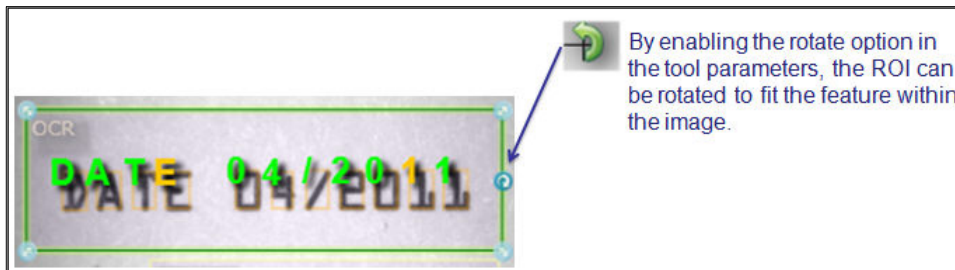 By enabling the rotate option in
the tool parameters, the ROI can
be rotated to fit the feature within
the image.
OCR
DATE 04/2011
DATE 04/2011